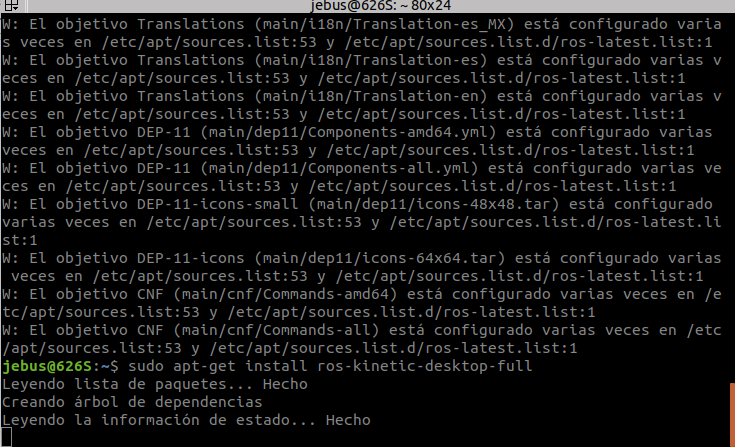 jebus@626S: ~ 80x24
W: El objetivo Translations (main/i18n/Translation-es_MX) está configurado varia
s veces en /etc/apt/sources.list:53 y /etc/apt/sources.list.d/ros-latest.list:1
W: El objetivo Translations (main/i18n/Translation-es) está configurado varias v
eces en /etc/apt/sources.list:53 y /etc/apt/sources.list.d/ros-latest.list:1
W: El objetivo Translations (main/i18n/Translation-en) está configurado varias v
eces en /etc/apt/sources.list:53 y /etc/apt/sources.list.d/ros-latest.list:1
W: El objetivo DEP-11 (main/dep11/Components-amd64.yml) está configurado varias
veces en /etc/apt/sources.list:53 y /etc/apt/sources.list.d/ros-latest.list:1
W: El objetivo DEP-11 (main/dep11/Components-all.yml) está configurado varias ve
ces en /etc/apt/sources.list:53 y /etc/apt/sources.list.d/ros-latest.list:1
W: El objetivo DEP-11-icons-small (main/dep11/icons-48x48.tar) está configurado
varias veces en /etc/apt/sources.list:53 y /etc/apt/sources.list.d/ros-latest.li
st:1
W: El objetivo DEP-11-icons (main/dep11/icons-64x64.tar) está configurado varias
 veces en /etc/apt/sources.list:53 y /etc/apt/sources.list.d/ros-latest.list:1
W: El objetivo CNF (main/cnf/Commands-amd64) está configurado varias veces en /e
tc/apt/sources.list:53 y /etc/apt/sources.list.d/ros-latest.list:1
W: El objetivo CNF (main/cnf/Commands-all) está configurado varias veces en /etc
/apt/sources.list:53 y /etc/apt/sources.list.d/ros-latest.list:1
jebus@626S:~$ sudo apt-get install ros-kinetic-desktop-full
Leyendo lista de paquetes... Hecho
Creando árbol de dependencias
Leyendo la información de estado... Hecho